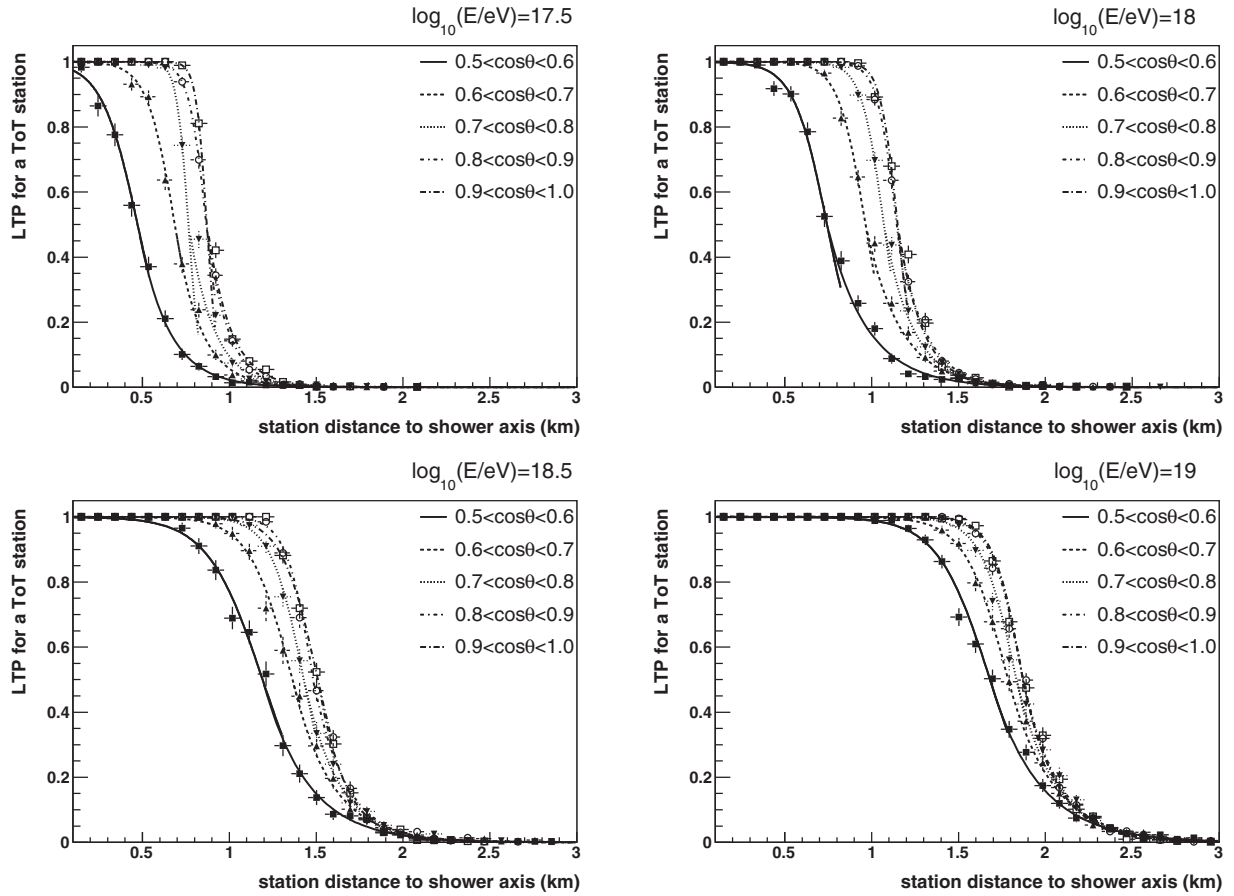 log10(E/eV)=17.5
LTP for a ToT station
1
0.8
0.6
0.4
0.2
0
0.5<cosθ<0.6
0.6<cosθ<0.7
0.7<cosθ<0.8
0.8<cosθ<0.9
0.9<cosθ<1.0
0.5 1 1.5 2 2.5 3
station distance to shower axis (km)
log10(E/eV)=18
LTP for a ToT station
1
0.8
0.6
0.4
0.2
0
0.5<cosθ<0.6
0.6<cosθ<0.7
0.7<cosθ<0.8
0.8<cosθ<0.9
0.9<cosθ<1.0
0.5 1 1.5 2 2.5 3
station distance to shower axis (km)
log10(E/eV)=18.5
LTP for a ToT station
1
0.8
0.6
0.4
0.2
0
0.5<cosθ<0.6
0.6<cosθ<0.7
0.7<cosθ<0.8
0.8<cosθ<0.9
0.9<cosθ<1.0
0.5 1 1.5 2 2.5 3
station distance to shower axis (km)
log10(E/eV)=19
LTP for a ToT station
1
0.8
0.6
0.4
0.2
0
0.5<cosθ<0.6
0.6<cosθ<0.7
0.7<cosθ<0.8
0.8<cosθ<0.9
0.9<cosθ<1.0
0.5 1 1.5 2 2.5 3
station distance to shower axis (km)